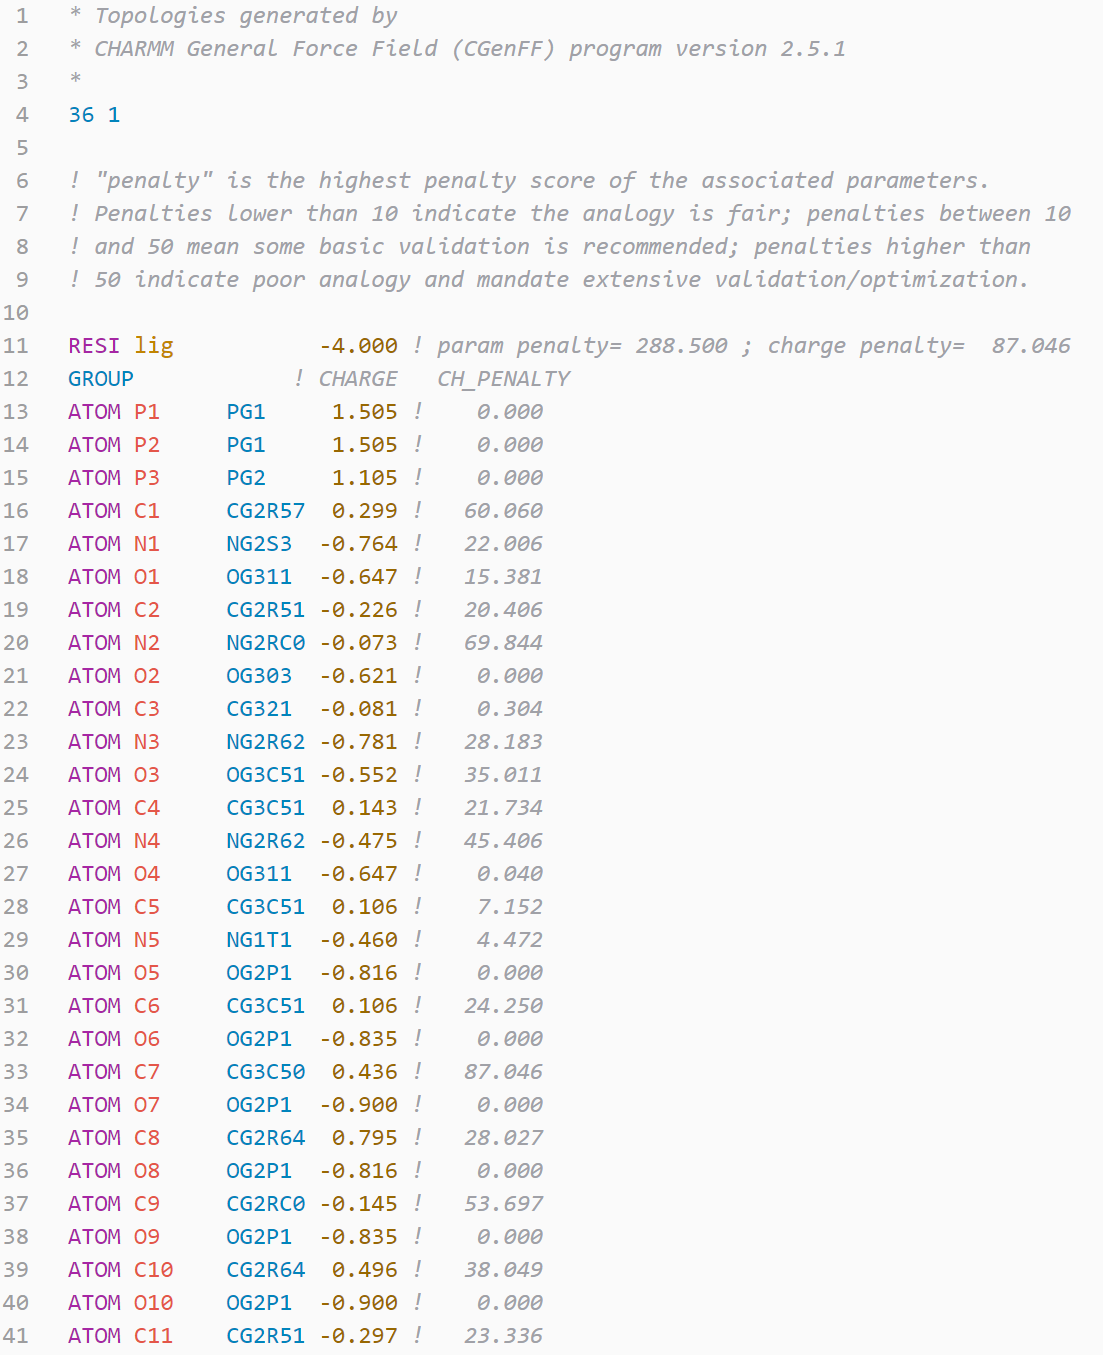 1 * Topologies generated by
2 * CHARMM General Force Field (CGenFF) program version 2.5.1
3 *
4 36 1
5
6 ! "penalty" is the highest penalty score of the associated parameters.
7 ! Penalties lower than 10 indicate the analogy is fair; penalties between 10
8 ! and 50 mean some basic validation is recommended; penalties higher than
9 ! 50 indicate poor analogy and mandate extensive validation/optimization.
10
11 RESI lig -4.000 ! param penalty= 288.500 ; charge penalty= 87.046
12 GROUP ! CHARGE CH_PENALTY
13 ATOM P1 PG1 1.505 ! 0.000
14 ATOM P2 PG1 1.505 ! 0.000
15 ATOM P3 PG2 1.105 ! 0.000
16 ATOM C1 CG2R57 0.299 ! 60.060
17 ATOM N1 NG2S3 -0.764 ! 22.006
18 ATOM O1 OG311 -0.647 ! 15.381
19 ATOM C2 CG2R51 -0.226 ! 20.406
20 ATOM N2 NG2RC0 -0.073 ! 69.844
21 ATOM O2 OG303 -0.621 ! 0.000
22 ATOM C3 CG321 -0.081 ! 0.304
23 ATOM N3 NG2R62 -0.781 ! 28.183
24 ATOM O3 OG3C51 -0.552 ! 35.011
25 ATOM C4 CG3C51 0.143 ! 21.734
26 ATOM N4 NG2R62 -0.475 ! 45.406
27 ATOM O4 OG311 -0.647 ! 0.040
28 ATOM C5 CG3C51 0.106 ! 7.152
29 ATOM N5 NG1T1 -0.460 ! 4.472
30 ATOM O5 OG2P1 -0.816 ! 0.000
31 ATOM C6 CG3C51 0.106 ! 24.250
32 ATOM O6 OG2P1 -0.835 ! 0.000
33 ATOM C7 CG3C50 0.436 ! 87.046
34 ATOM O7 OG2P1 -0.900 ! 0.000
35 ATOM C8 CG2R64 0.795 ! 28.027
36 ATOM O8 OG2P1 -0.816 ! 0.000
37 ATOM C9 CG2RC0 -0.145 ! 53.697
38 ATOM O9 OG2P1 -0.835 ! 0.000
39 ATOM C10 CG2R64 0.496 ! 38.049
40 ATOM O10 OG2P1 -0.900 ! 0.000
41 ATOM C11 CG2R51 -0.297 ! 23.336